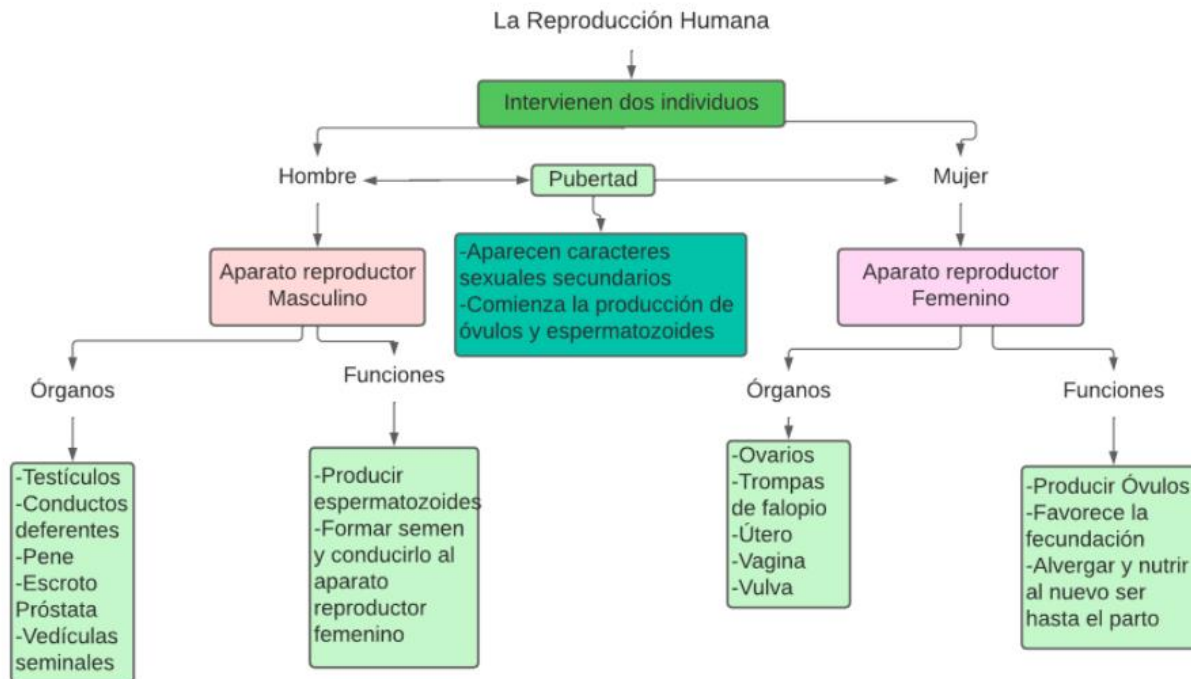 La Reproducción Humana
Intervienen dos individuos
Hombre
Pubertad
Mujer
-Aparecen caracteres
sexuales secundarios
-Comienza la producción de
óvulos y espermatozoides
Aparato reproductor
Masculino
Aparato reproductor
Femenino
Órganos
Funciones
Órganos
Funciones
-Testículos
-Conductos
deferentes
-Pene
-Escroto
Próstata
-Vedículas
seminales
-Producir
espermatozoides
-Formar semen
y conducirlo al
aparato
reproductor
femenino
-Ovarios
-Trompas
de falopio
-Útero
-Vagina
-Vulva
-Producir Óvulos
-Favorece la
fecundación
-Alvergar y nutrir
al nuevo ser
hasta el parto